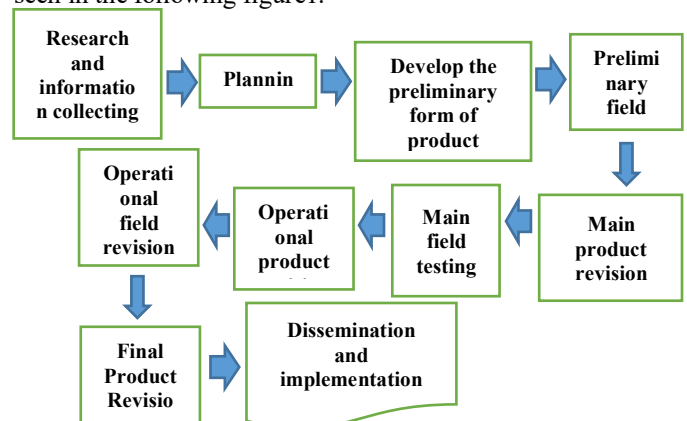 seen in the following figure1.
Research
and
informatio
n collecting
Plannin
Develop the
preliminary
form of
product
Prelimi
nary
field
Main
product
revision
Main
field
testing
Operati
onal
product
Operati
onal
field
revision
Final
Product
Revisio
Dissemination
and
implementation